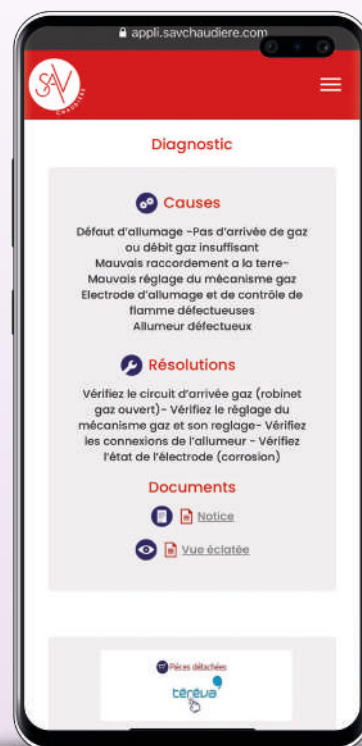 appli.savchaudiere.com
SAV
CHAUDIÈRE
Diagnostic
Causes
Défaut d'allumage -Pas d'arrivée de gaz
ou débit gaz insuffisant
Mauvais raccordement a la terre-
Mauvais réglage du mécanisme gaz
Electrode d'allumage et de contrôle de
flamme défectueuses
Allumeur défectueux
Résolutions
Vérifiez le circuit d'arrivée gaz (robinet
gaz ouvert)- Vérifiez le réglage du
mécanisme gaz et son reglage- Vérifiez
les connexions de l'allumeur - Vérifiez
l'état de l'électrode (corrosion)
Documents
Notice
Vue éclatée
Pièces détachées
téréva